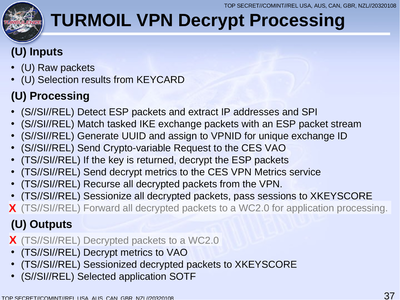 TOP SECRET//COMINT//REL USA, AUS, CAN, GBR, NZL//20320108
TURMOIL VPN Decrypt Processing
(U) Inputs
• (U) Raw packets
• (U) Selection results from KEYCARD
(U) Processing
• (S//SI//REL) Detect ESP packets and extract IP addresses and SPI
• (S//SI//REL) Match tasked IKE exchange packets with an ESP packet stream
• (S//SI//REL) Generate UUID and assign to VPNID for unique exchange ID
• (S//SI//REL) Send Crypto-variable Request to the CES VAO
• (TS//SI//REL) If the key is returned, decrypt the ESP packets
• (TS//SI//REL) Send decrypt metrics to the CES VPN Metrics service
• (TS//SI//REL) Recurse all decrypted packets from the VPN.
• (TS//SI//REL) Sessionize all decrypted packets, pass sessions to XKEYSCORE
X (TS//SI//REL) Forward all decrypted packets to a WC2.0 for application processing.
(U) Outputs
X (TS//SI//REL) Decrypted packets to a WC2.0
• (TS//SI//REL) Decrypt metrics to VAO
• (TS//SI//REL) Sessionized decrypted packets to XKEYSCORE
• (S//SI//REL) Selected application SOTF
TOP SECRET//COMINT//REL USA, AUS, CAN, GBR, NZL//20320108
37